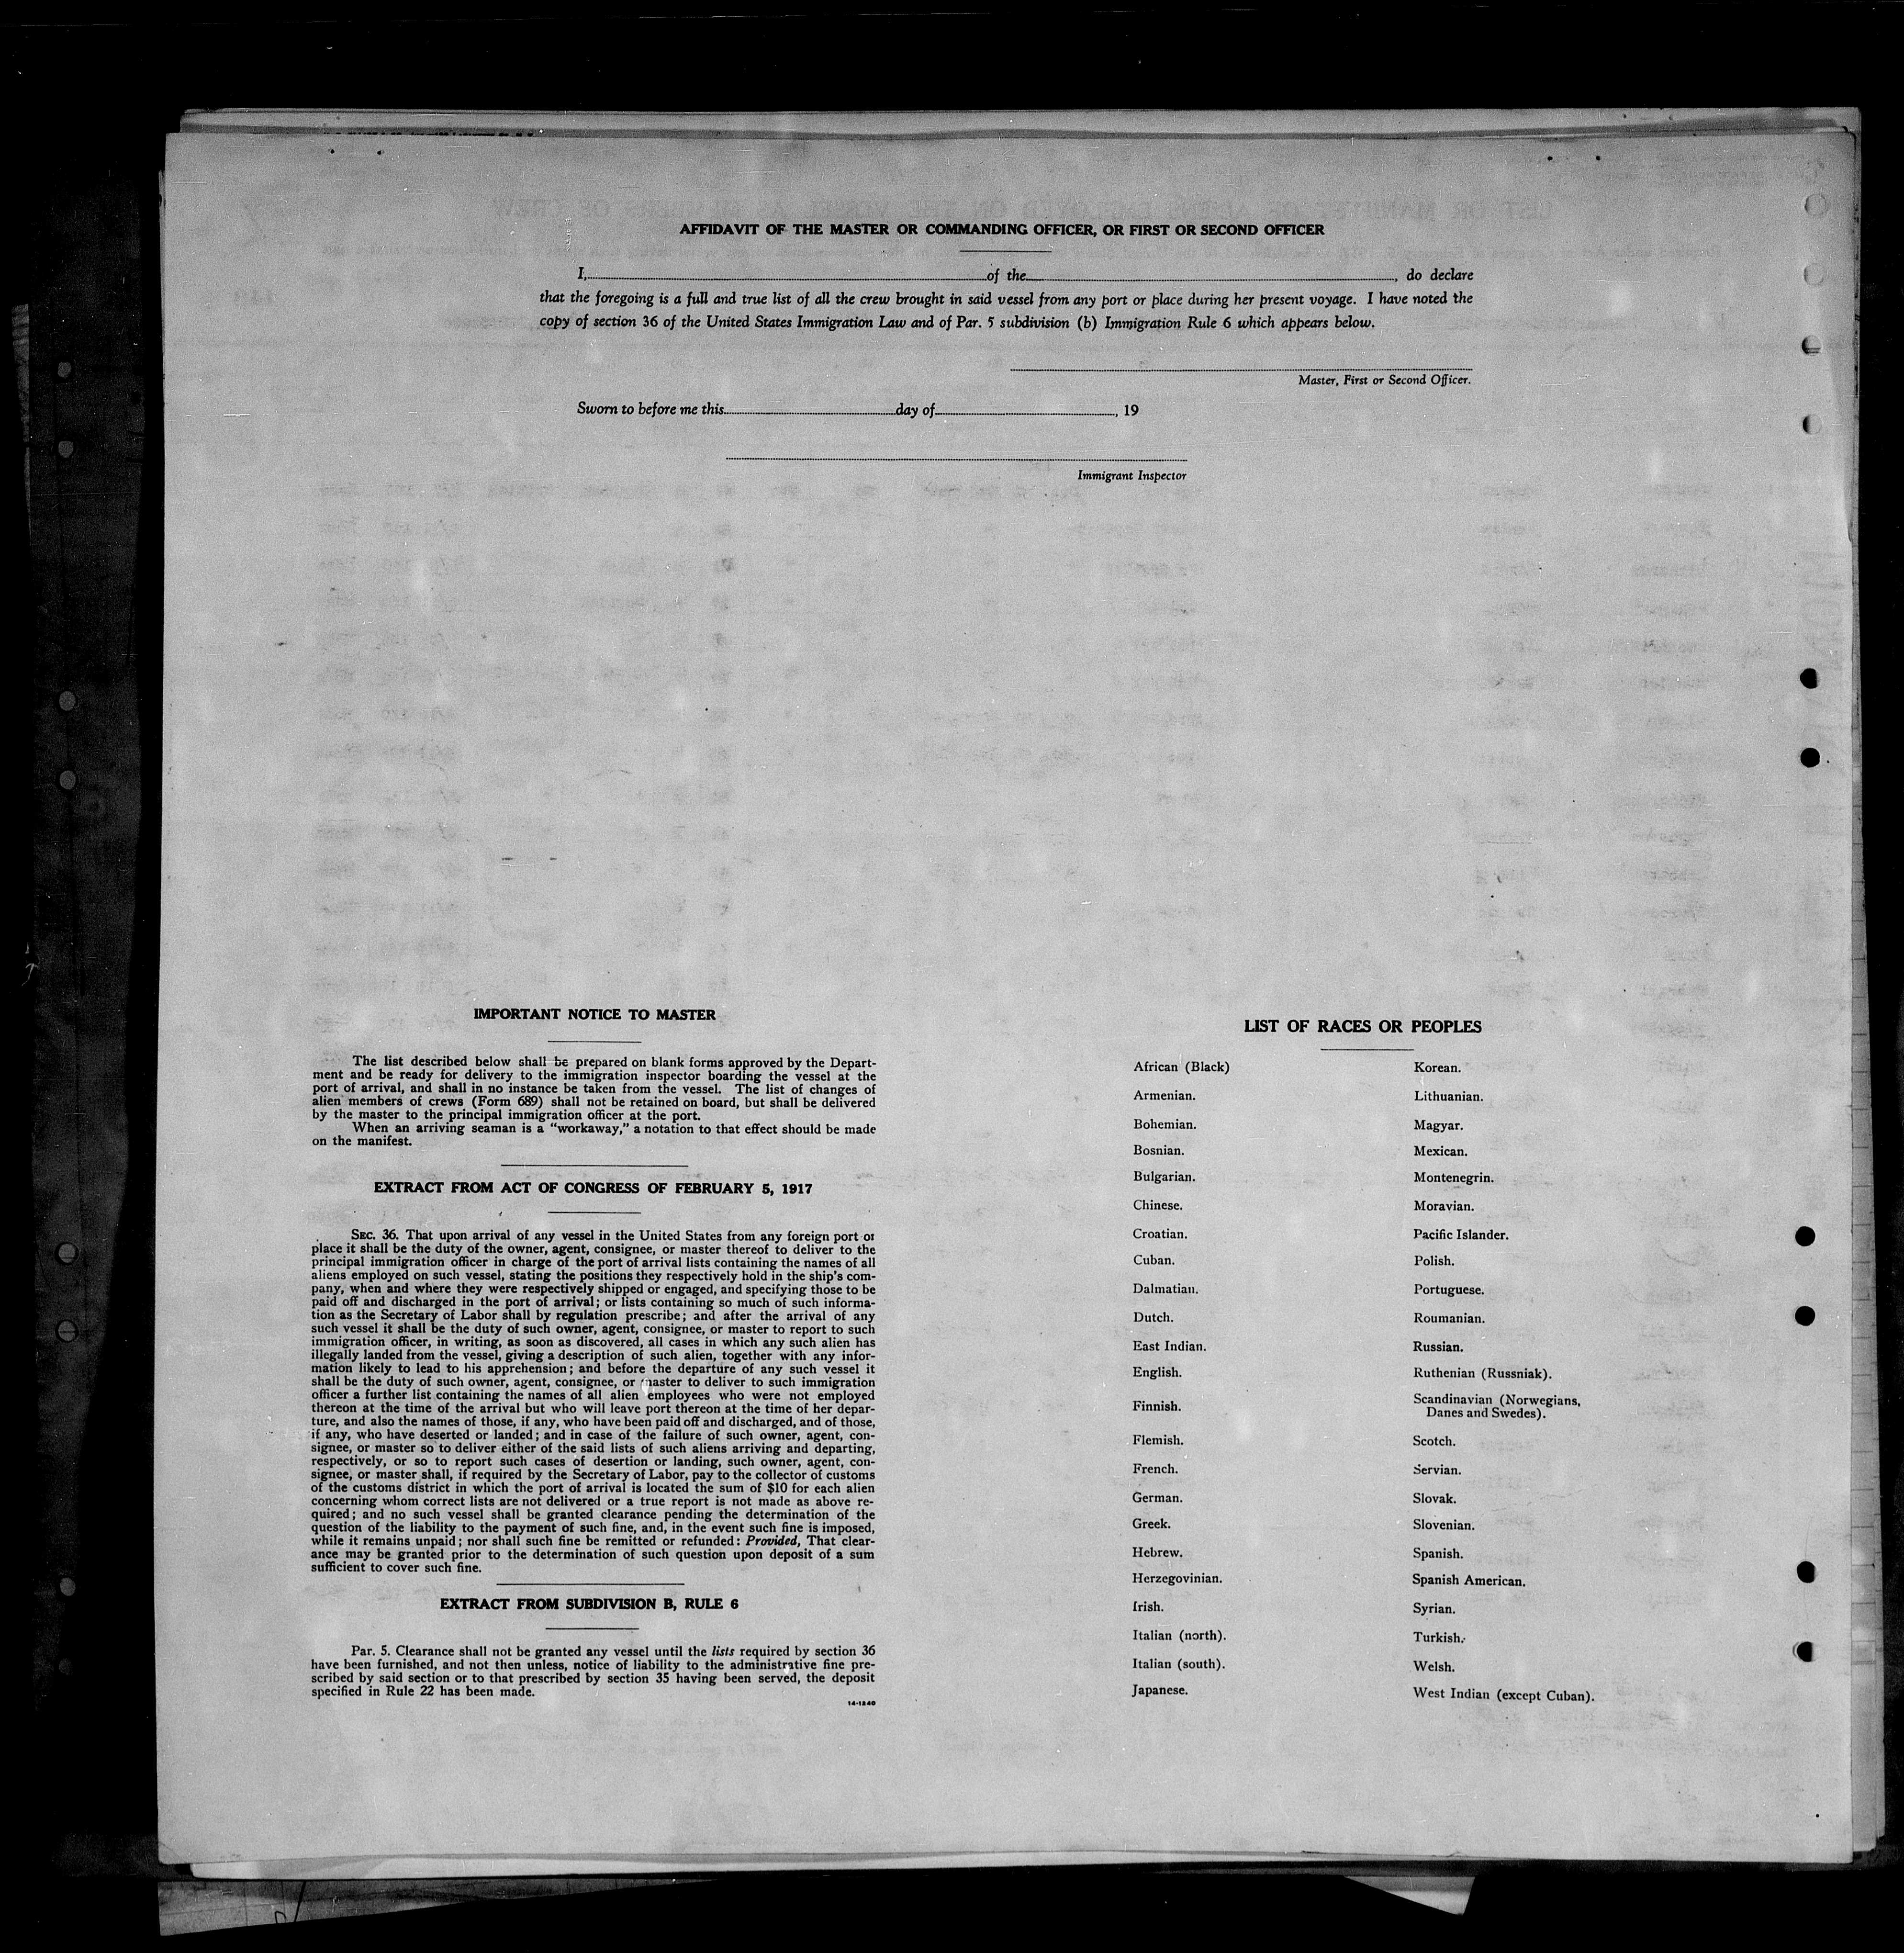 AFFIDAVIT OF THE MASTER OR COMMANDING OFFICER, OR FIRST OR SECOND OFFICER
I, of the , do declare
that the foregoing is a full and true list of all the crew brought in said vessel from any port or place during her present voyage. I have noted the
copy of section 36 of the United States Immigration Law and of Par. 5 subdivision (b) Immigration Rule 6 which appears below.
Master, First or Second Officer.
Sworn to before me this day of , 19
Immigrant Inspector
IMPORTANT NOTICE TO MASTER
The list described below shall be prepared on blank forms approved by the Depart-
ment and be ready for delivery to the immigration inspector boarding the vessel at the
port of arrival, and shall in no instance be taken from the vessel. The list of changes of
alien members of crews (Form 689) shall not be retained on board, but shall be delivered
by the master to the principal immigration officer at the port.
When an arriving seaman is a "workaway," a notation to that effect should be made
on the manifest.
EXTRACT FROM ACT OF CONGRESS OF FEBRUARY 5, 1917
SEC. 36. That upon arrival of any vessel in the United States from any foreign port or
place it shall be the duty of the owner, agent, consignee, or master thereof to deliver to the
principal immigration officer in charge of the port of arrival lists containing the names of all
aliens employed on such vessel, stating the positions they respectively hold in the ship's com-
pany, when and where they were respectively shipped or engaged, and specifying those to be
paid off and discharged in the port of arrival; or lists containing so much of such informa-
tion as the Secretary of Labor shall by regulation prescribe; and after the arrival of any
such vessel it shall be the duty of such owner, agent, consignee, or master to report to such
immigration officer, in writing, as soon as discovered, all cases in which any such alien has
illegally landed from the vessel, giving a description of such alien, together with any infor-
mation likely to lead to his apprehension; and before the departure of any such vessel it
shall be the duty of such owner, agent, consignee, or master to deliver to such immigration
officer a further list containing the names of all alien employees who were not employed
thereon at the time of the arrival but who will leave port thereon at the time of her depar-
ture, and also the names of those, if any, who have been paid off and discharged, and of those,
if any, who have deserted or landed; and in case of the failure of such owner, agent, con-
signee, or master so to deliver either of the said lists of such aliens arriving and departing,
respectively, or so to report such cases of desertion or landing, such owner, agent, con-
signee, or master shall, if required by the Secretary of Labor, pay to the collector of customs
of the customs district in which the port of arrival is located the sum of $10 for each alien
concerning whom correct lists are not delivered or a true report is not made as above re-
quired; and no such vessel shall be granted clearance pending the determination of the
question of the liability to the payment of such fine, and, in the event such fine is imposed,
while it remains unpaid; nor shall such fine be remitted or refunded: Provided, That clear-
ance may be granted prior to the determination of such question upon deposit of a sum
sufficient to cover such fine.
EXTRACT FROM SUBDIVISION B, RULE 6
Par. 5. Clearance shall not be granted any vessel until the lists required by section 36
have been furnished, and not then unless, notice of liability to the administrative fine pre-
scribed by said section or to that prescribed by section 35 having been served, the deposit
specified in Rule 22 has been made.
14-1240
LIST OF RACES OR PEOPLES
African (Black)
Armenian.
Bohemian.
Bosnian.
Bulgarian.
Chinese.
Croatian.
Cuban.
Dalmatian.
Dutch.
East Indian.
English.
Finnish.
Flemish.
French.
German.
Greek.
Hebrew.
Herzegovinian.
Irish.
Italian (north).
Italian (south).
Japanese.
Korean.
Lithuanian.
Magyar.
Mexican.
Montenegrin.
Moravian.
Pacific Islander.
Polish.
Portuguese.
Roumanian.
Russian.
Ruthenian (Russniak).
Scandinavian (Norwegians,
Danes and Swedes).
Scotch.
Servian.
Slovak.
Slovenian.
Spanish.
Spanish American.
Syrian.
Turkish.
Welsh.
West Indian (except Cuban).